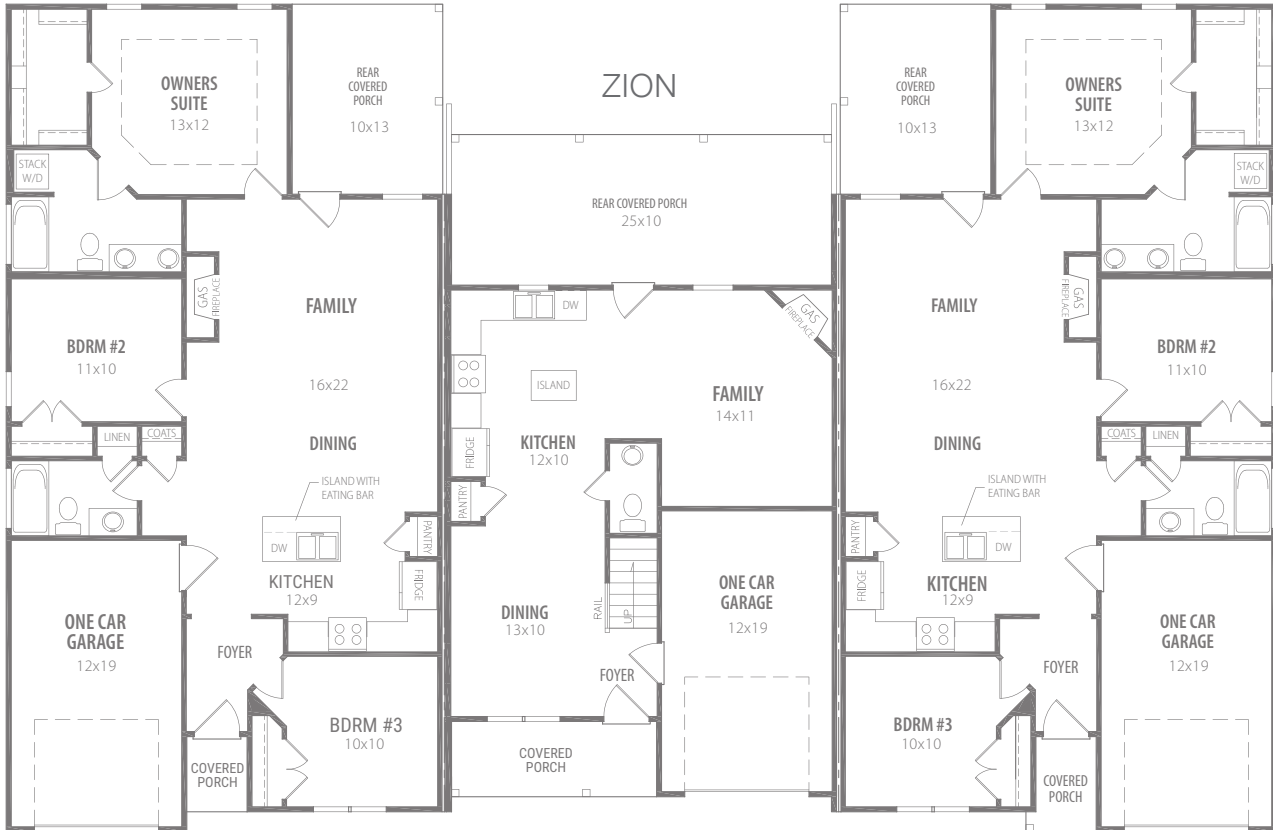 ZION
OWNERS
SUITE
13x12
REAR
COVERED
PORCH
10x13
STACK
W/D
GAS
FIREPLACE
FAMILY
16x22
DINING
BDRM #2
11x10
LINEN
COATS
ISLAND WITH
EATING BAR
DW
PANTRY
FRIDGE
KITCHEN
12x9
ONE CAR
GARAGE
12x19
FOYER
BDRM #3
10x10
COVERED
PORCH
REAR COVERED PORCH
25x10
DW
GAS
FIREPLACE
ISLAND
FAMILY
14x11
FRIDGE
KITCHEN
12x10
PANTRY
DINING
13x10
RAIL
UP
ONE CAR
GARAGE
12x19
FOYER
COVERED
PORCH
REAR
COVERED
PORCH
10x13
OWNERS
SUITE
13x12
STACK
W/D
GAS
FIREPLACE
FAMILY
16x22
DINING
BDRM #2
11x10
COATS
LINEN
ISLAND WITH
EATING BAR
DW
PANTRY
FRIDGE
KITCHEN
12x9
ONE CAR
GARAGE
12x19
FOYER
BDRM #3
10x10
COVERED
PORCH